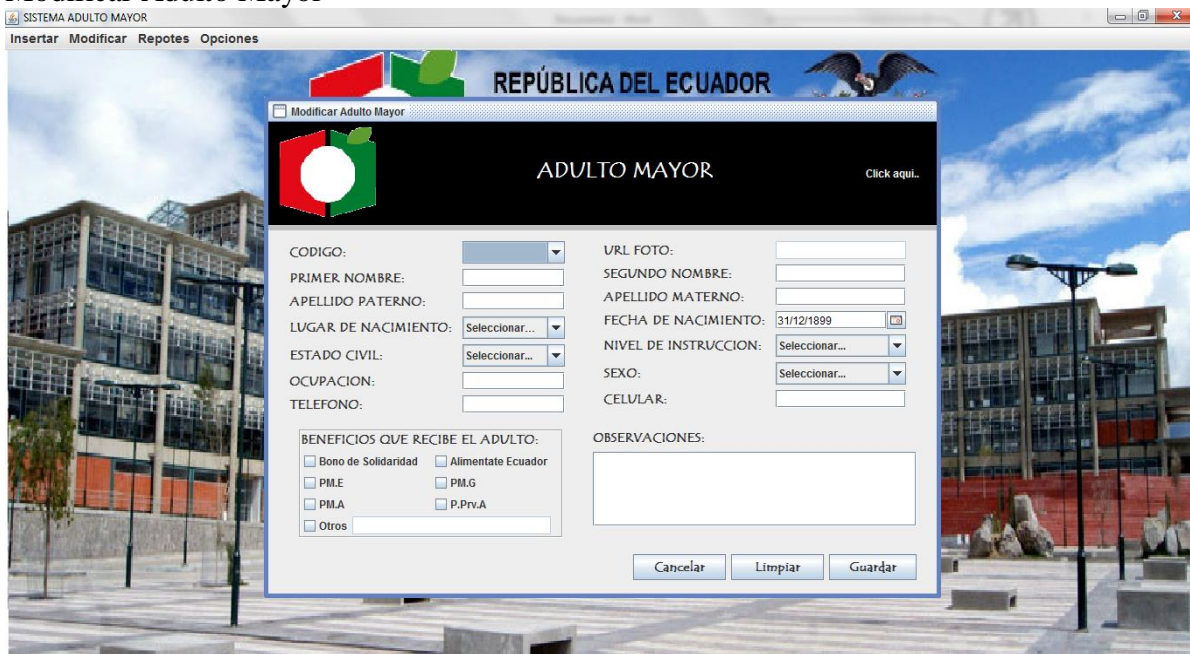 Modificar Adulto Mayor
SISTEMA ADULTO MAYOR
Insertar Modificar Repotes Opciones
REPÚBLICA DEL ECUADOR
Modificar Adulto Mayor
ADULTO MAYOR
Click aqui..
CODIGO:
URL FOTO:
PRIMER NOMBRE:
SEGUNDO NOMBRE:
APELLIDO PATERNO:
APELLIDO MATERNO:
LUGAR DE NACIMIENTO: Seleccionar...
FECHA DE NACIMIENTO: 31/12/1899
ESTADO CIVIL: Seleccionar...
NIVEL DE INSTRUCCION: Seleccionar...
OCUPACION:
SEXO: Seleccionar...
TELEFONO:
CELULAR:
BENEFICIOS QUE RECIBE EL ADULTO:
Bono de Solidaridad Alimentate Ecuador
PM.E PM.G
PM.A P.Prv.A
Otros
OBSERVACIONES:
Cancelar Limpiar Guardar